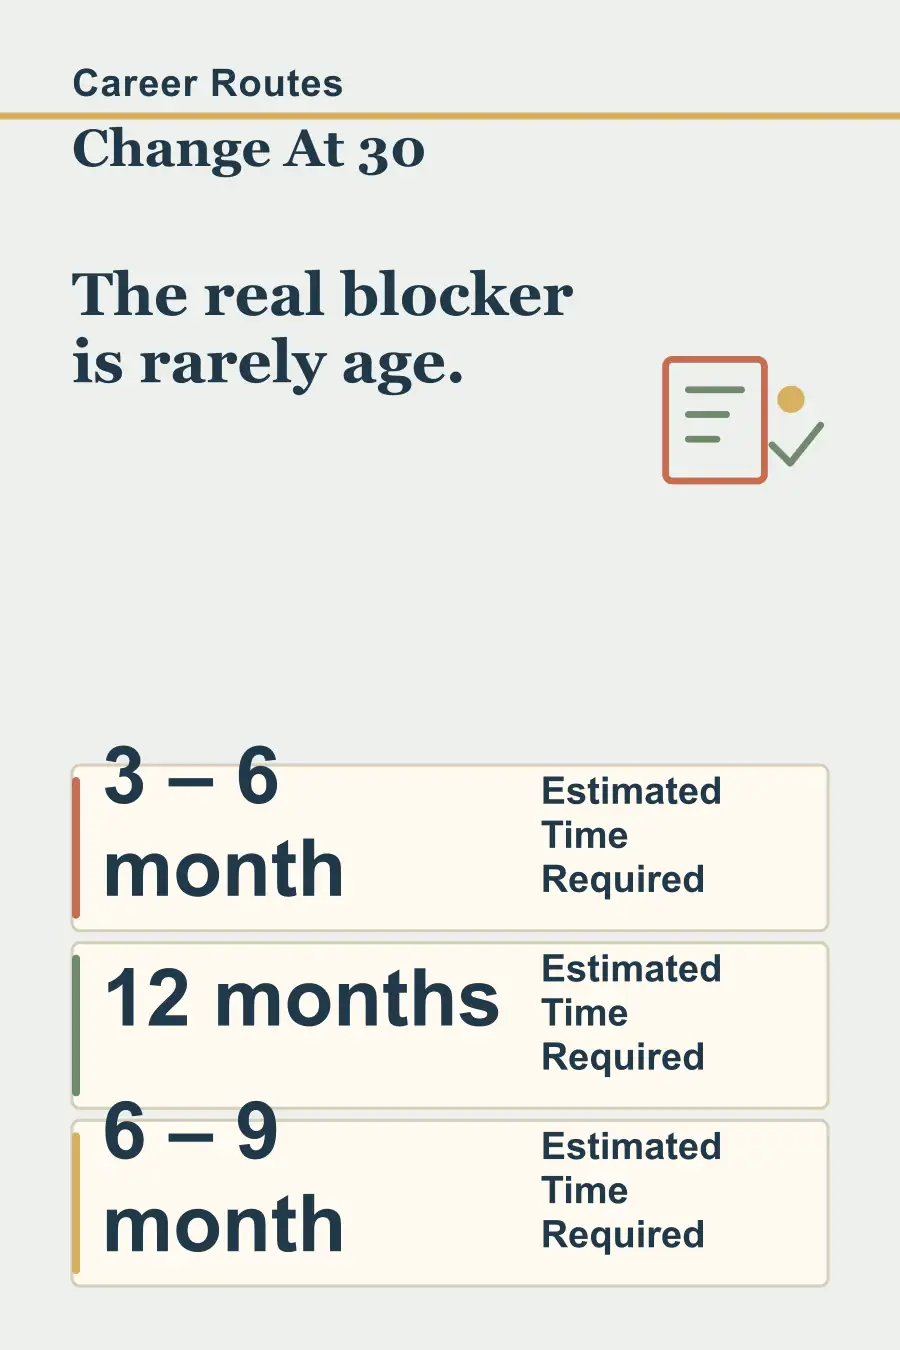 Career Routes
Change At 30
The real blocker
is rarely age.
3 – 6
month
Estimated
Time
Required
12 months
Estimated
Time
Required
6 – 9
month
Estimated
Time
Required